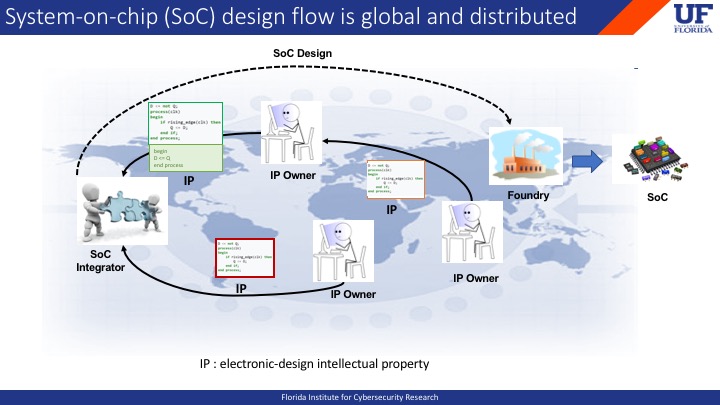 System-on-chip (SoC) design flow is global and distributed
UF
UNIVERSITY of
FLORIDA
SoC Design
D <= not Q;
process(clk)
begin
if rising_edge(clk) then
Q <= D;
end if;
end process;
begin
D <= Q
end process
IP
IP Owner
D <= not Q;
process(clk)
begin
if rising_edge(clk) then
Q <= D;
end if;
end process;
IP
Foundry
SoC
SoC
Integrator
D <= not Q;
process(clk)
begin
if rising_edge(clk) then
Q <= D;
end if;
end process;
IP
IP Owner
IP Owner
IP : electronic-design intellectual property
Florida Institute for Cybersecurity Research